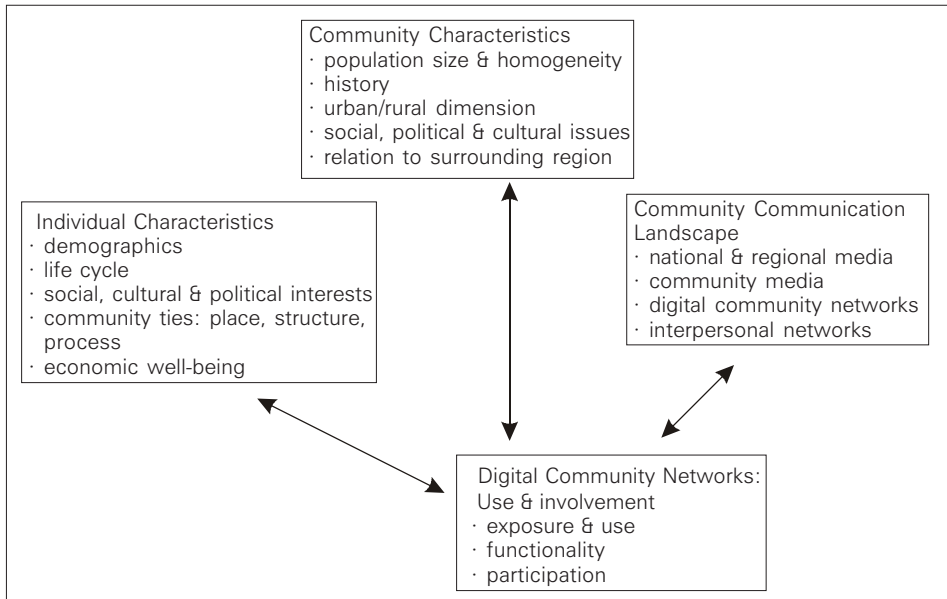 Community Characteristics
· population size & homogeneity
· history
· urban/rural dimension
· social, political & cultural issues
· relation to surrounding region
Individual Characteristics
· demographics
· life cycle
· social, cultural & political interests
· community ties: place, structure,
process
· economic well-being
Community Communication
Landscape
· national & regional media
· community media
· digital community networks
· interpersonal networks
Digital Community Networks:
Use & involvement
· exposure & use
· functionality
· participation